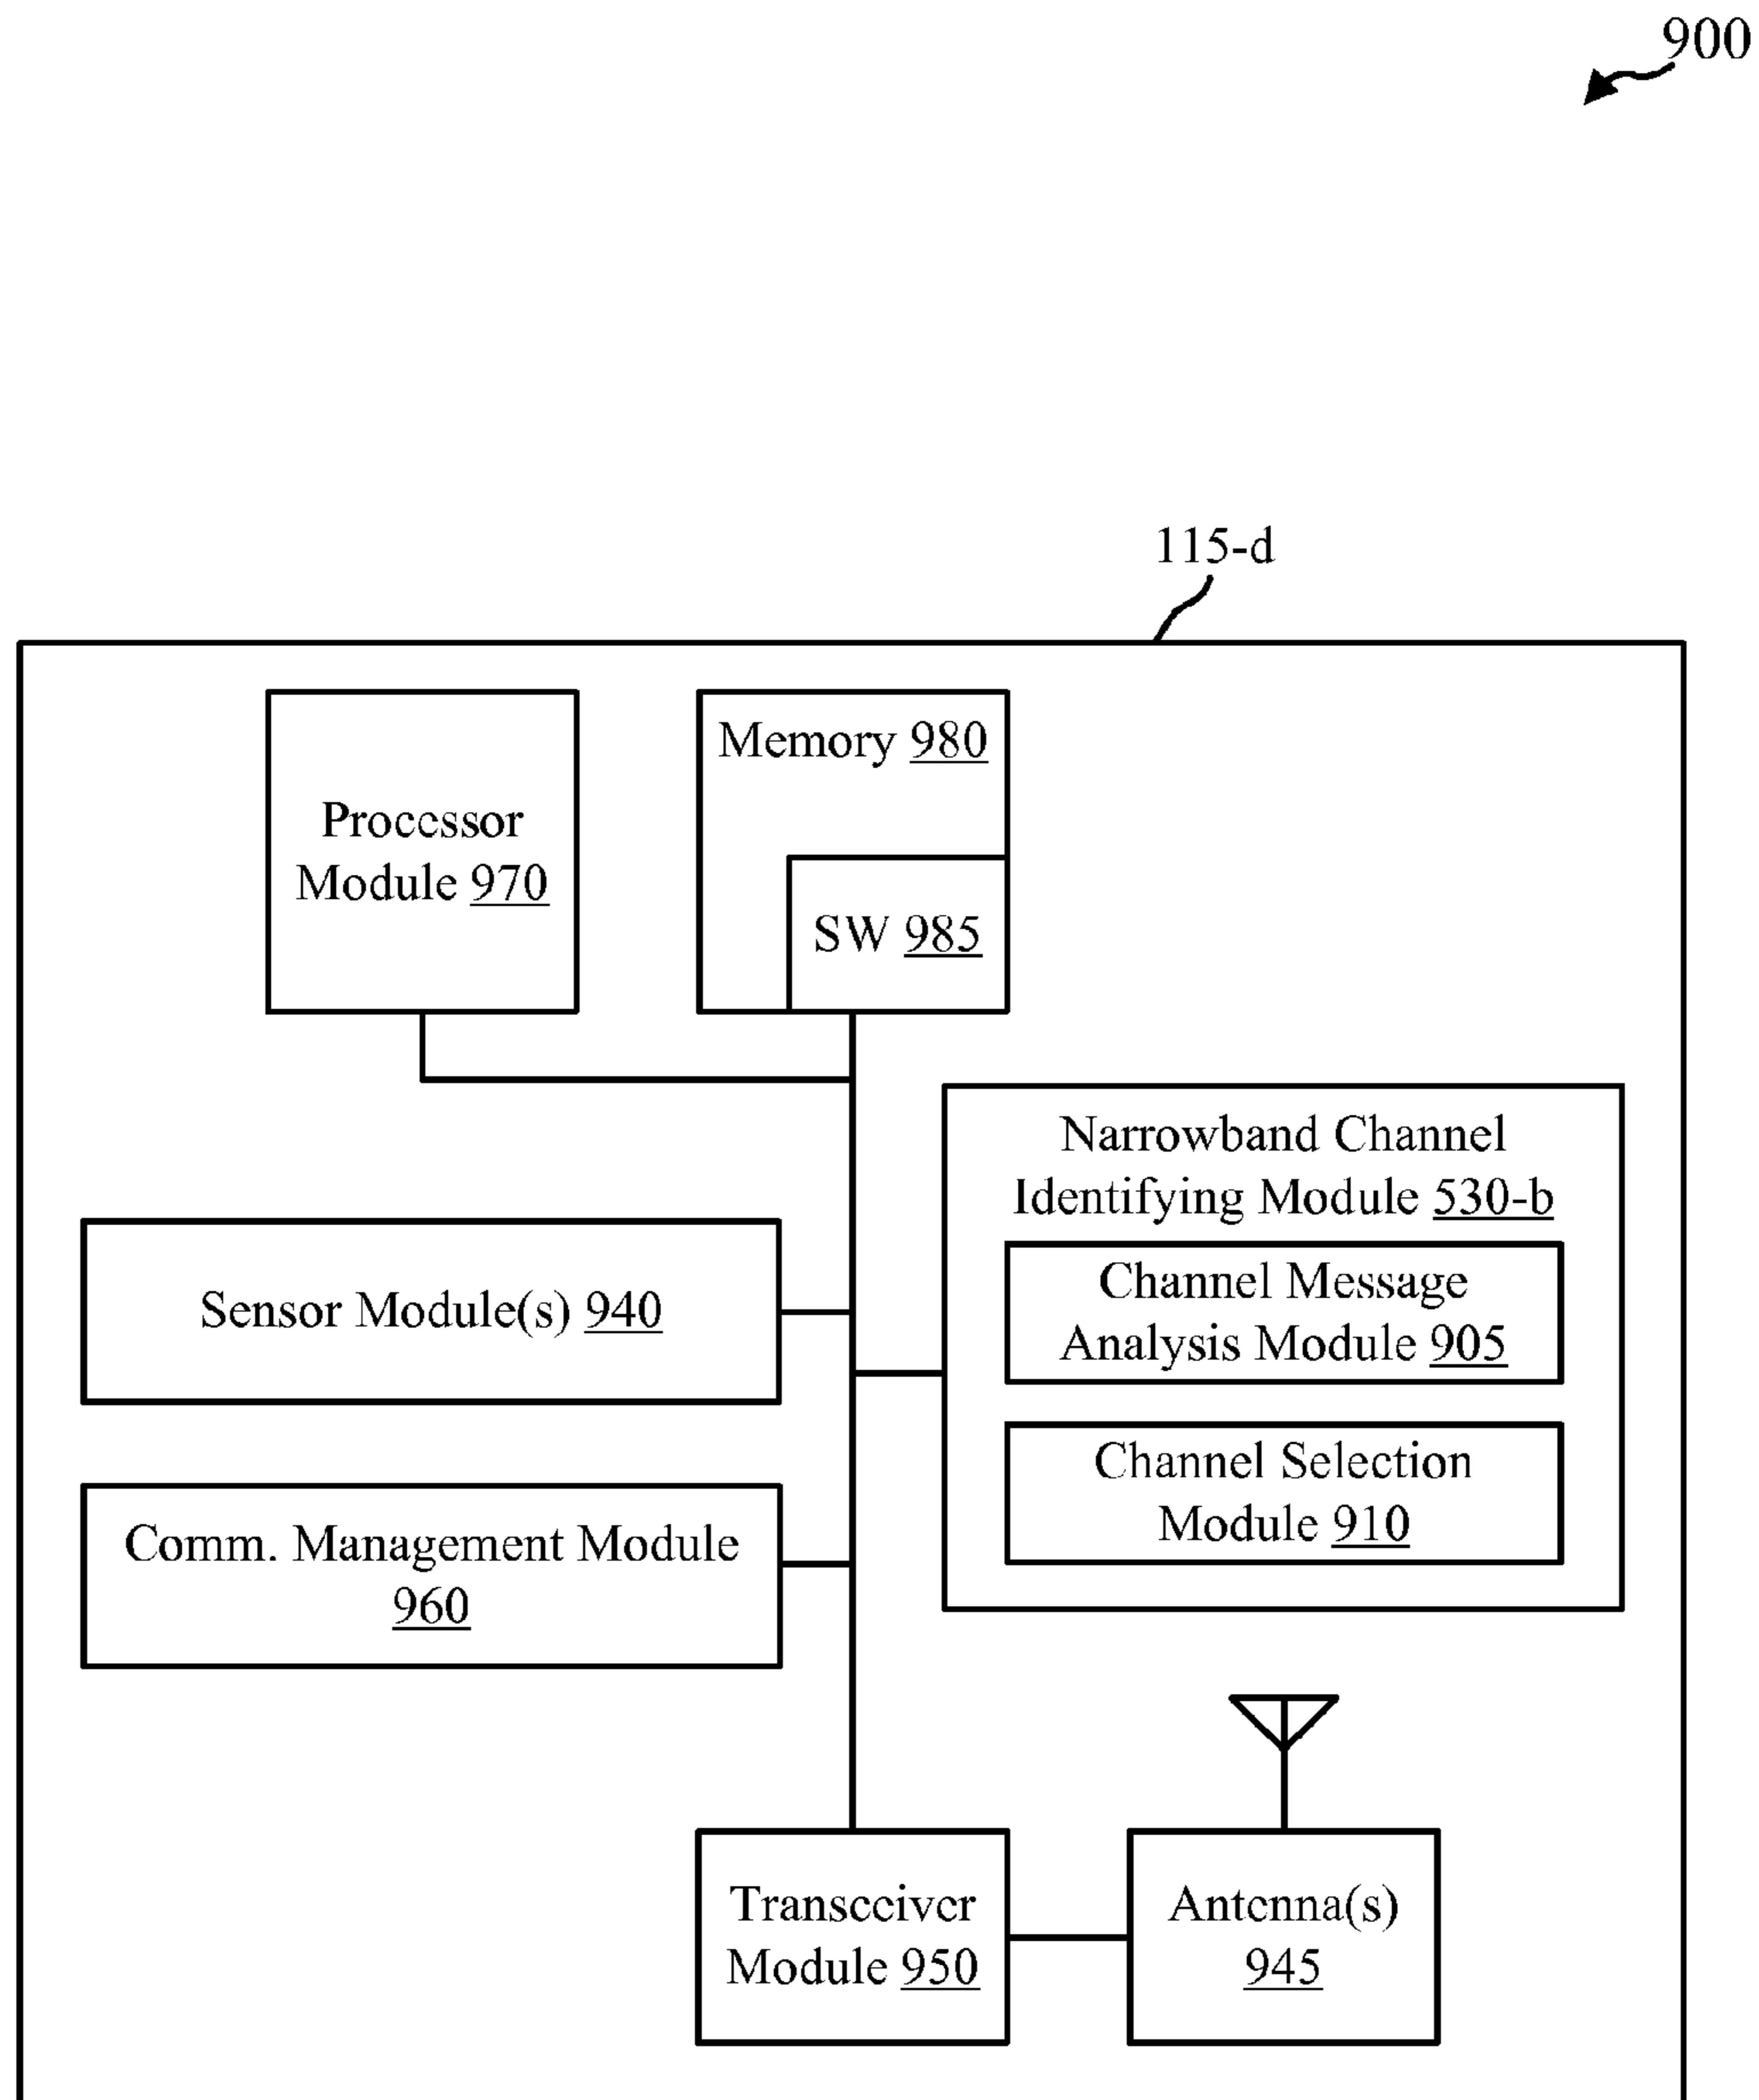 900
115-d
Processor
Module 970
Memory 980
SW 985
Narrowband Channel
Identifying Module 530-b
Channel Message
Analysis Module 905
Channel Selection
Module 910
Sensor Module(s) 940
Comm. Management Module
960
Transceiver
Module 950
Antenna(s)
945